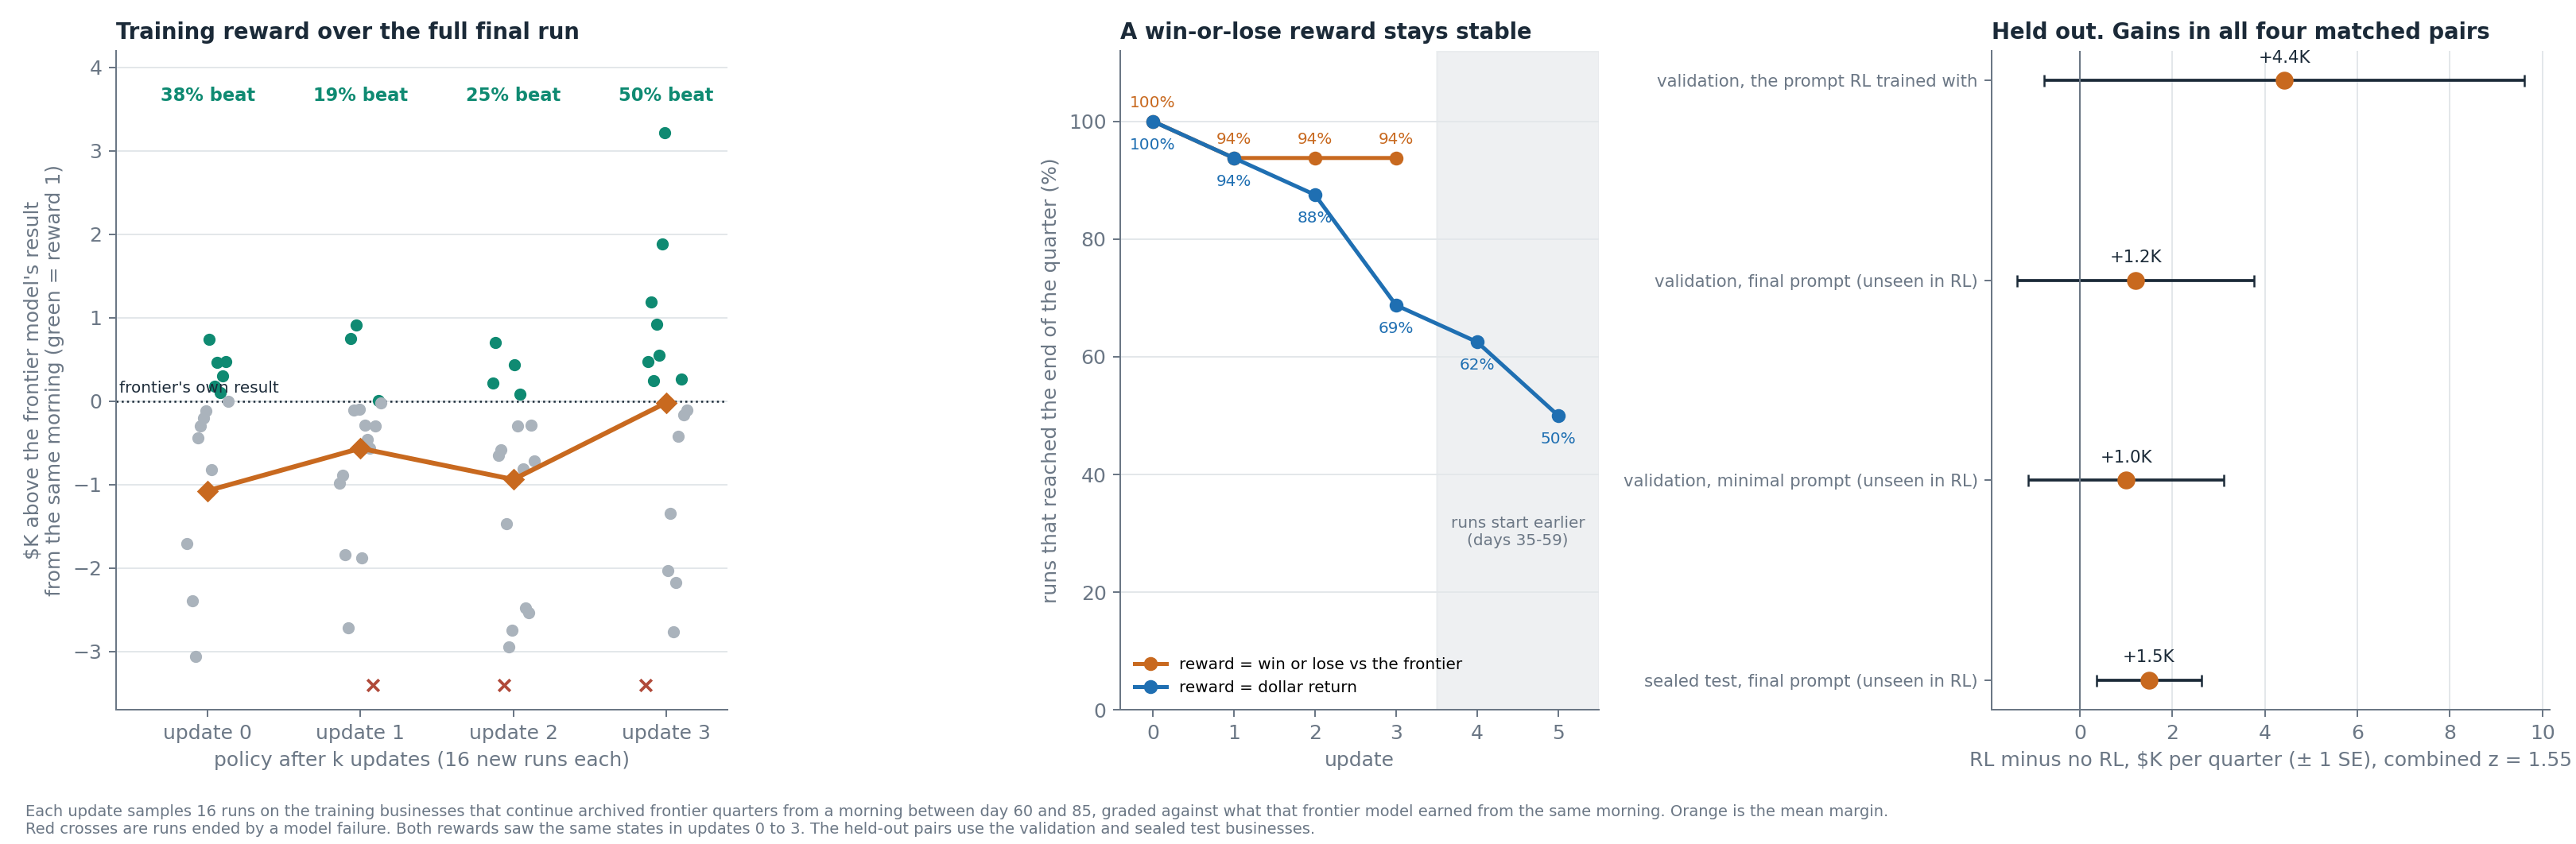 Training reward over the full final run
$K above the frontier model's result
from the same morning (green = reward 1)
4
3
2
1
0
−1
−2
−3
38% beat
19% beat
25% beat
50% beat
frontier's own result
update 0
update 1
update 2
update 3
policy after k updates (16 new runs each)
A win-or-lose reward stays stable
runs that reached the end of the quarter (%)
100
80
60
40
20
0
100%
94%
94%
94%
100%
94%
88%
69%
62%
50%
runs start earlier
(days 35-59)
reward = win or lose vs the frontier
reward = dollar return
0
1
2
3
4
5
update
Held out. Gains in all four matched pairs
validation, the prompt RL trained with
+4.4K
validation, final prompt (unseen in RL)
+1.2K
validation, minimal prompt (unseen in RL)
+1.0K
sealed test, final prompt (unseen in RL)
+1.5K
0
2
4
6
8
10
RL minus no RL, $K per quarter (± 1 SE), combined z = 1.55
Each update samples 16 runs on the training businesses that continue archived frontier quarters from a morning between day 60 and 85, graded against what that frontier model earned from the same morning. Orange is the mean margin.
Red crosses are runs ended by a model failure. Both rewards saw the same states in updates 0 to 3. The held-out pairs use the validation and sealed test businesses.